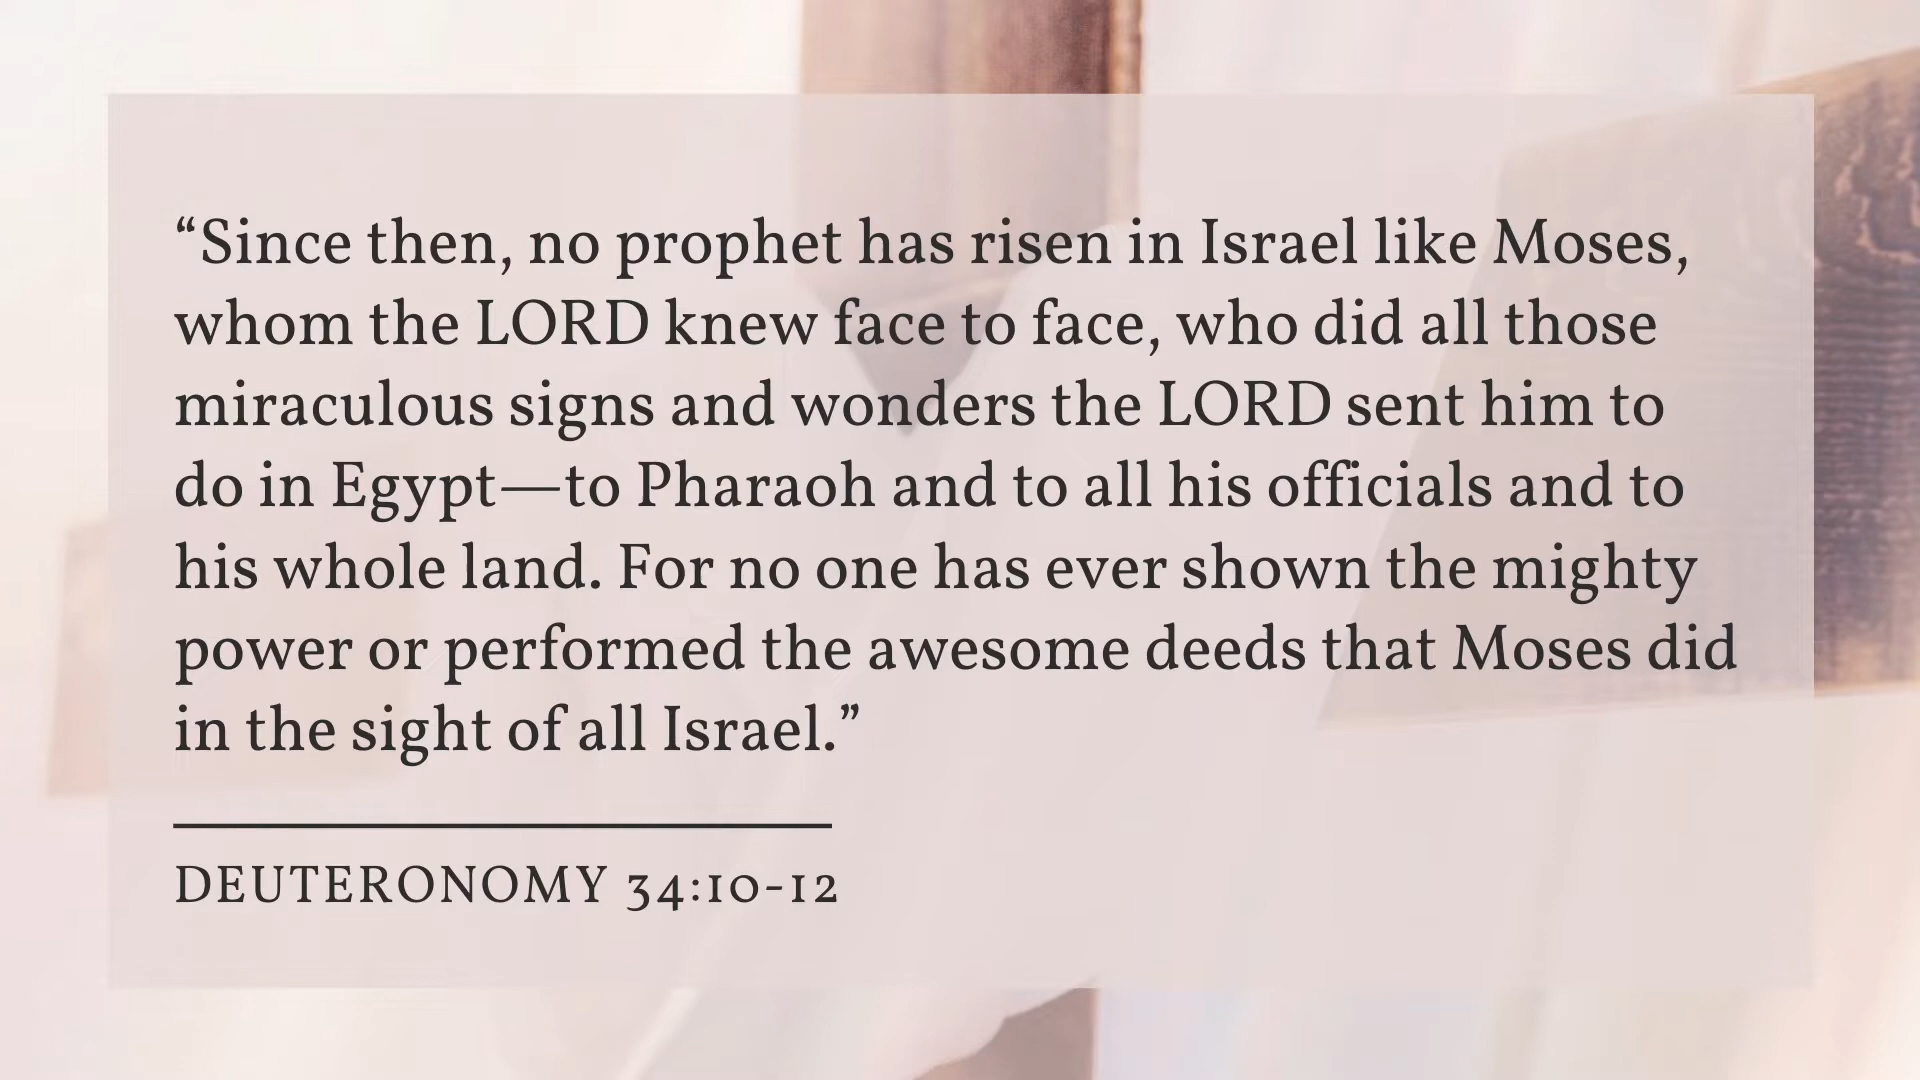 “Since then, no prophet has risen in Israel like Moses,
whom the LORD knew face to face, who did all those
miraculous signs and wonders the LORD sent him to
do in Egypt—to Pharaoh and to all his officials and to
his whole land. For no one has ever shown the mighty
power or performed the awesome deeds that Moses did
in the sight of all Israel.”
DEUTERONOMY 34:10-12